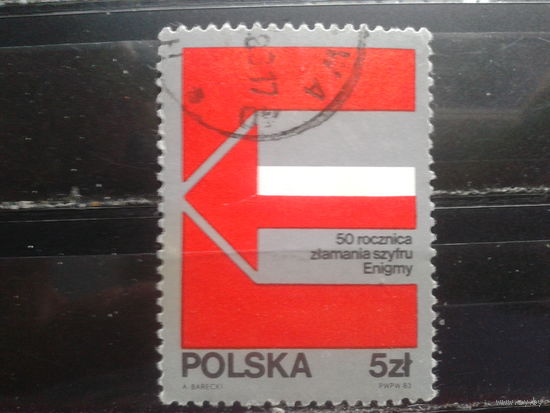 50 rocznica
złamania szyfru
Enigmy
POLSKA 5zł
A. BARECKI PWPW 83